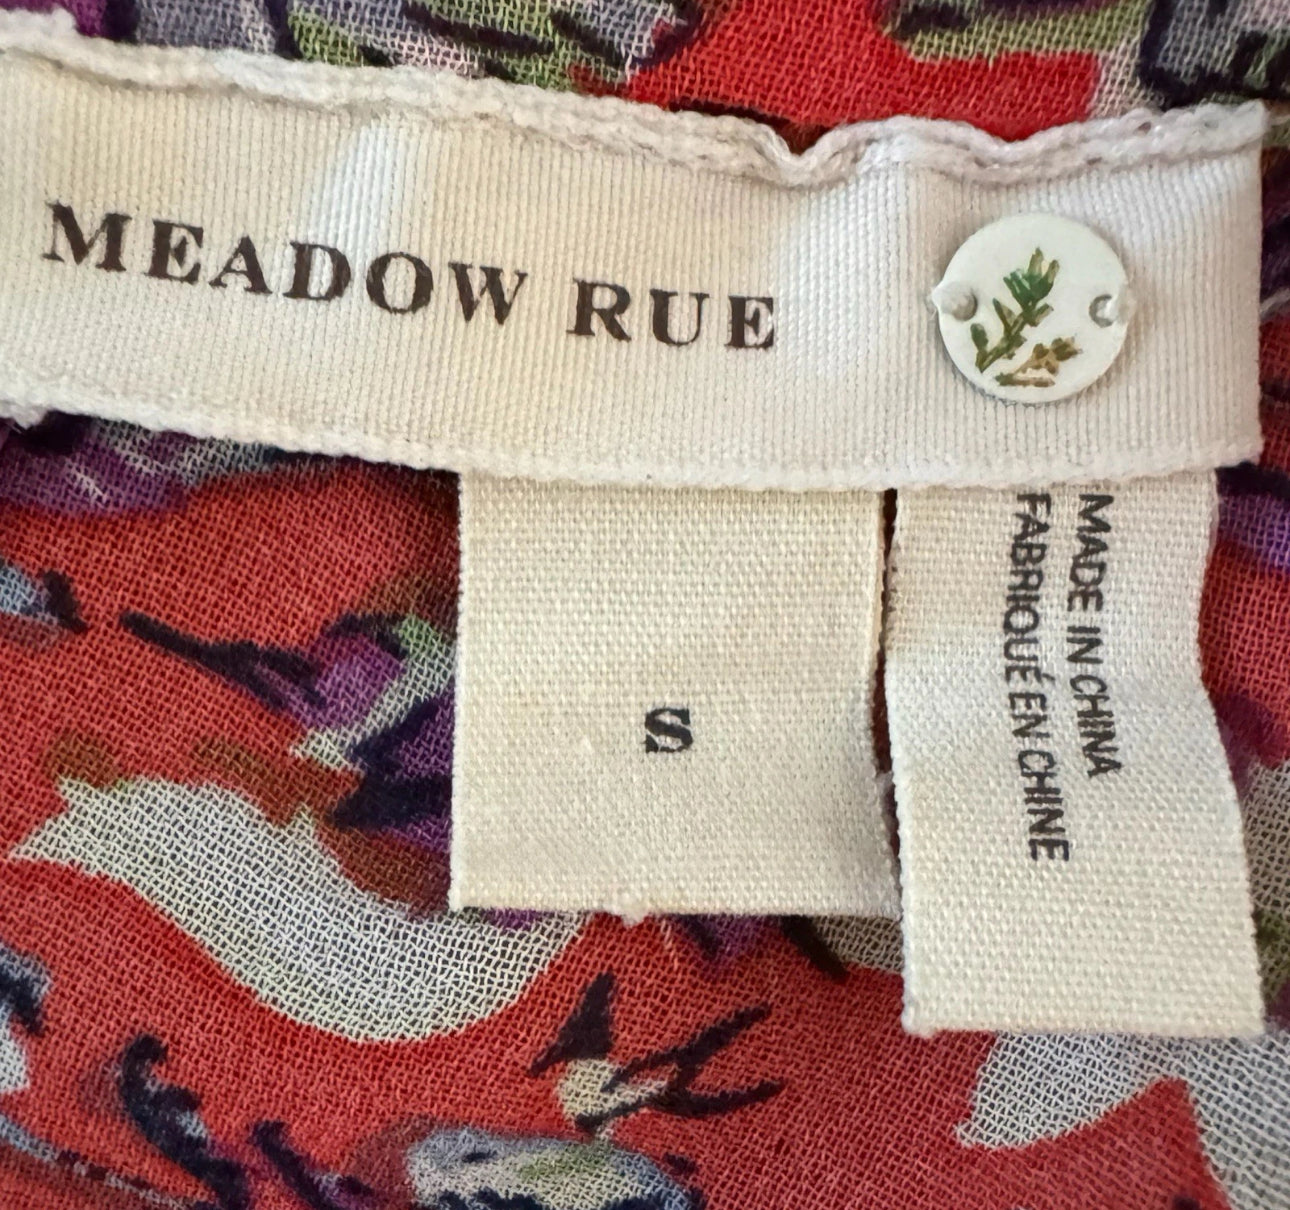 MEADOW RUE
S
MADE IN CHINA
FABRIQUÉ EN CHINE